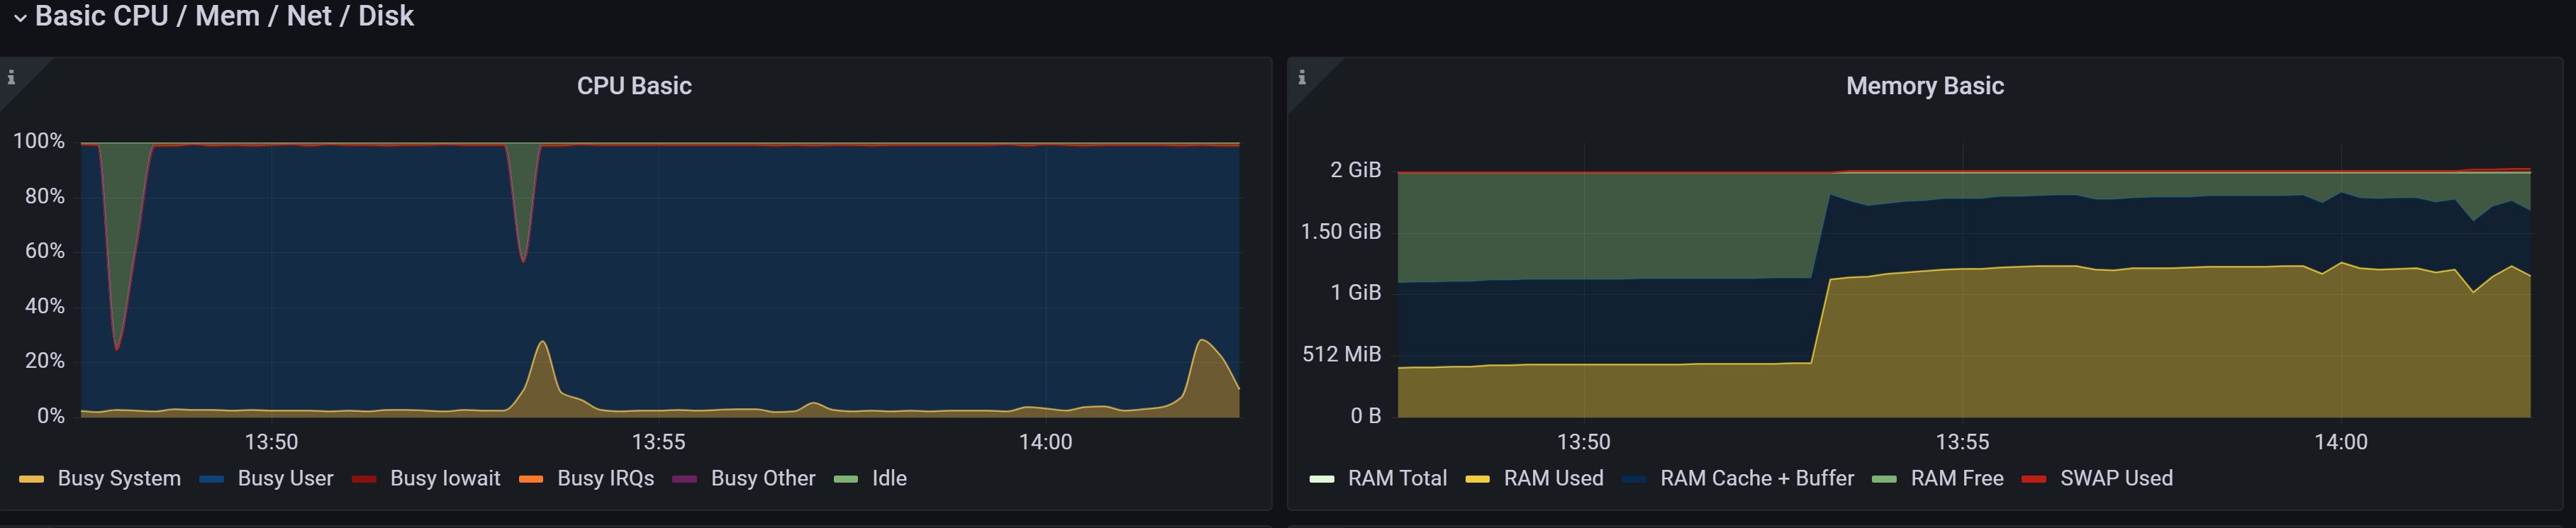 Basic CPU / Mem / Net / Disk
i
CPU Basic
100%
80%
60%
40%
20%
0%
13:50 13:55 14:00
Busy System Busy User Busy Iowait Busy IRQs Busy Other Idle
i
Memory Basic
2 GiB
1.50 GiB
1 GiB
512 MiB
0 B
13:50 13:55 14:00
RAM Total RAM Used RAM Cache + Buffer RAM Free SWAP Used